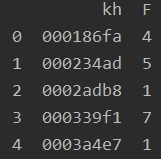 kh F
0 000186fa 4
1 000234ad 5
2 0002adb8 1
3 000339f1 7
4 0003a4e7 1